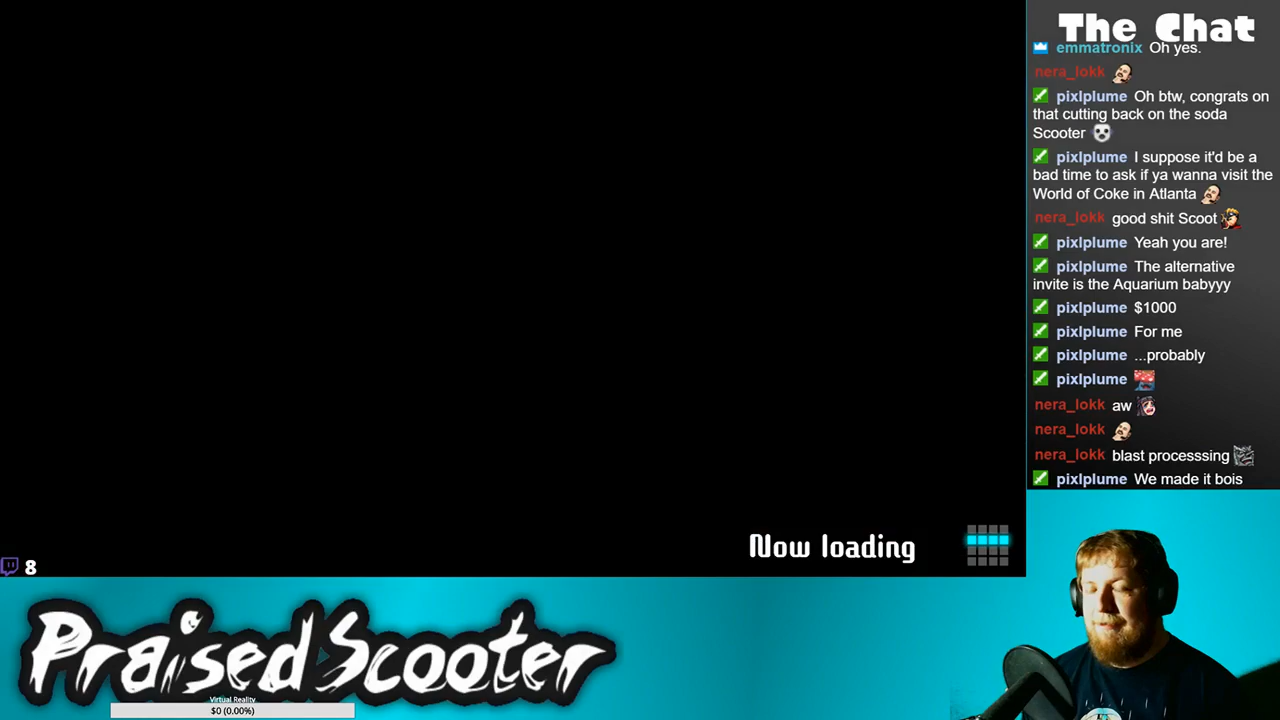 The Chat
emmatronix Oh yes.
nera_lokk
pixlplume Oh btw, congrats on
that cutting back on the soda
Scooter
pixlplume I suppose it'd be a
bad time to ask if ya wanna visit the
World of Coke in Atlanta
nera_lokk good shit Scoot
pixlplume Yeah you are!
pixlplume The alternative
invite is the Aquarium babyyy
pixlplume $1000
pixlplume For me
pixlplume ...probably
pixlplume
nera_lokk aw
nera_lokk
nera_lokk blast processsing
pixlplume We made it bois
Now loading
8
PraisedScooter
Virtual Reality
$0 (0.00%)